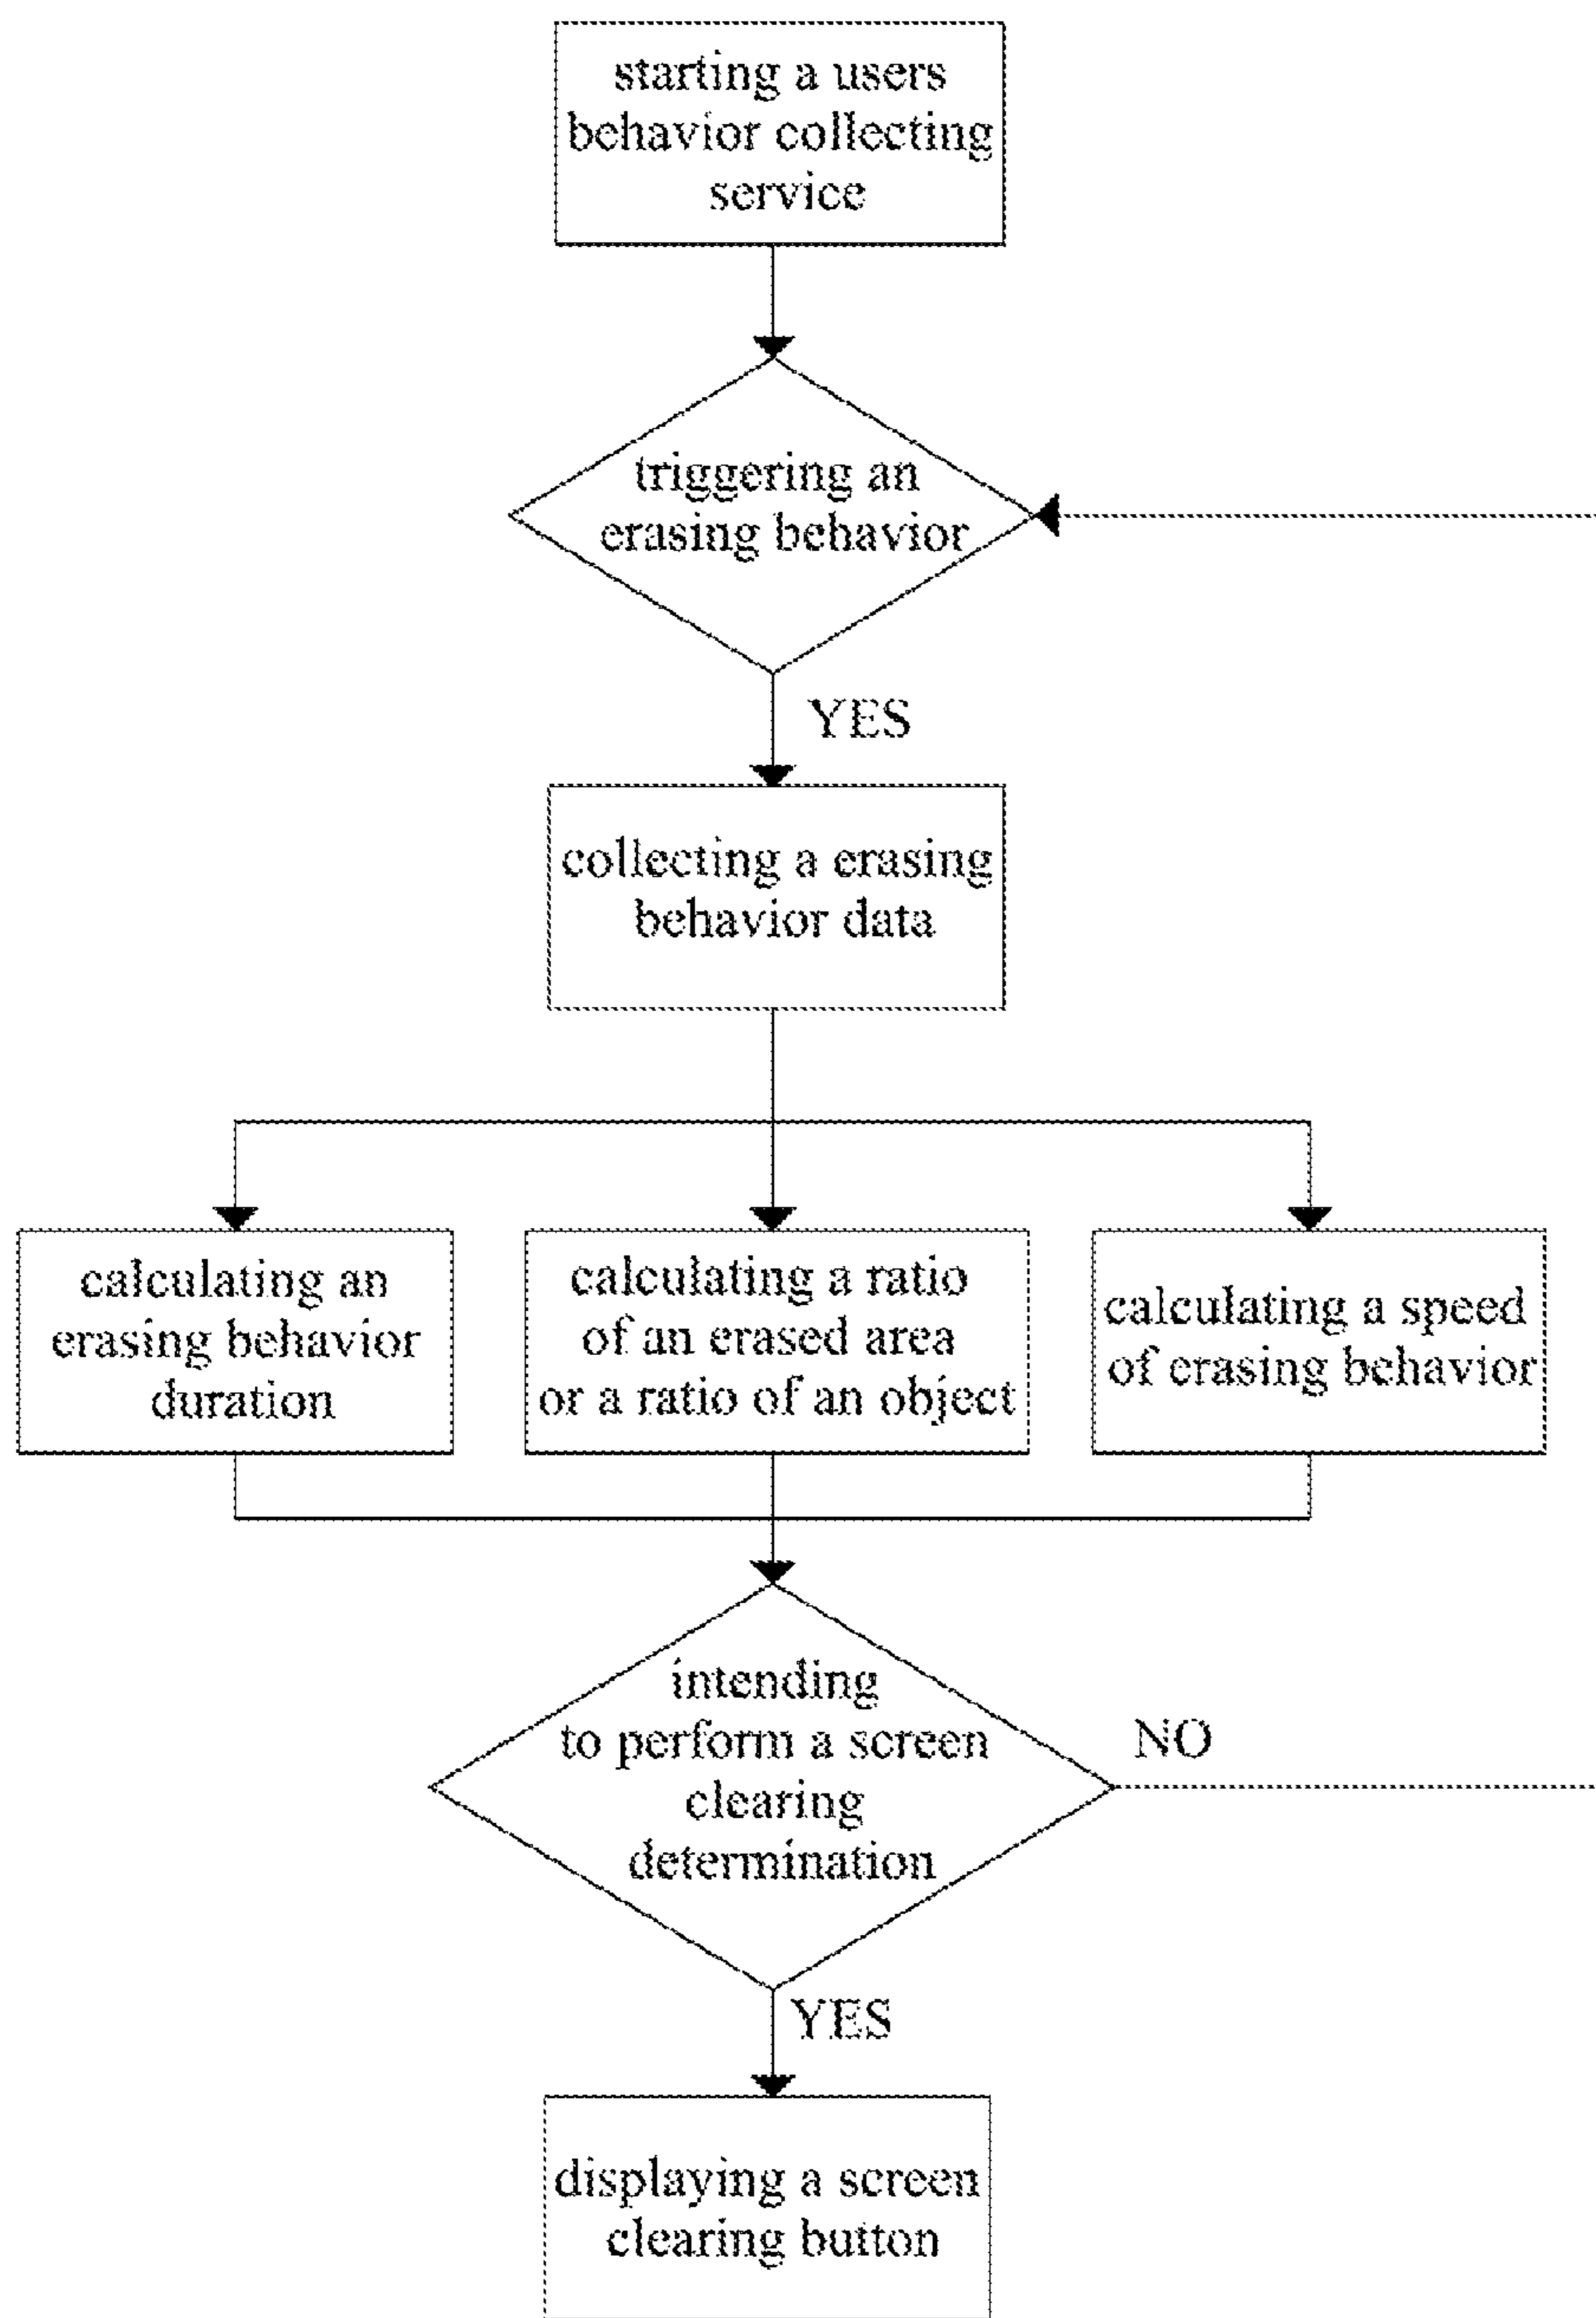 starting a users
behavior collecting
service
triggering an
erasing behavior
YES
collecting a erasing
behavior data
calculating an
erasing behavior
duration
calculating a ratio
of an erased area
or a ratio of an object
calculating a speed
of erasing behavior
intending
to perform a screen
clearing
determination
NO
YES
displaying a screen
clearing button